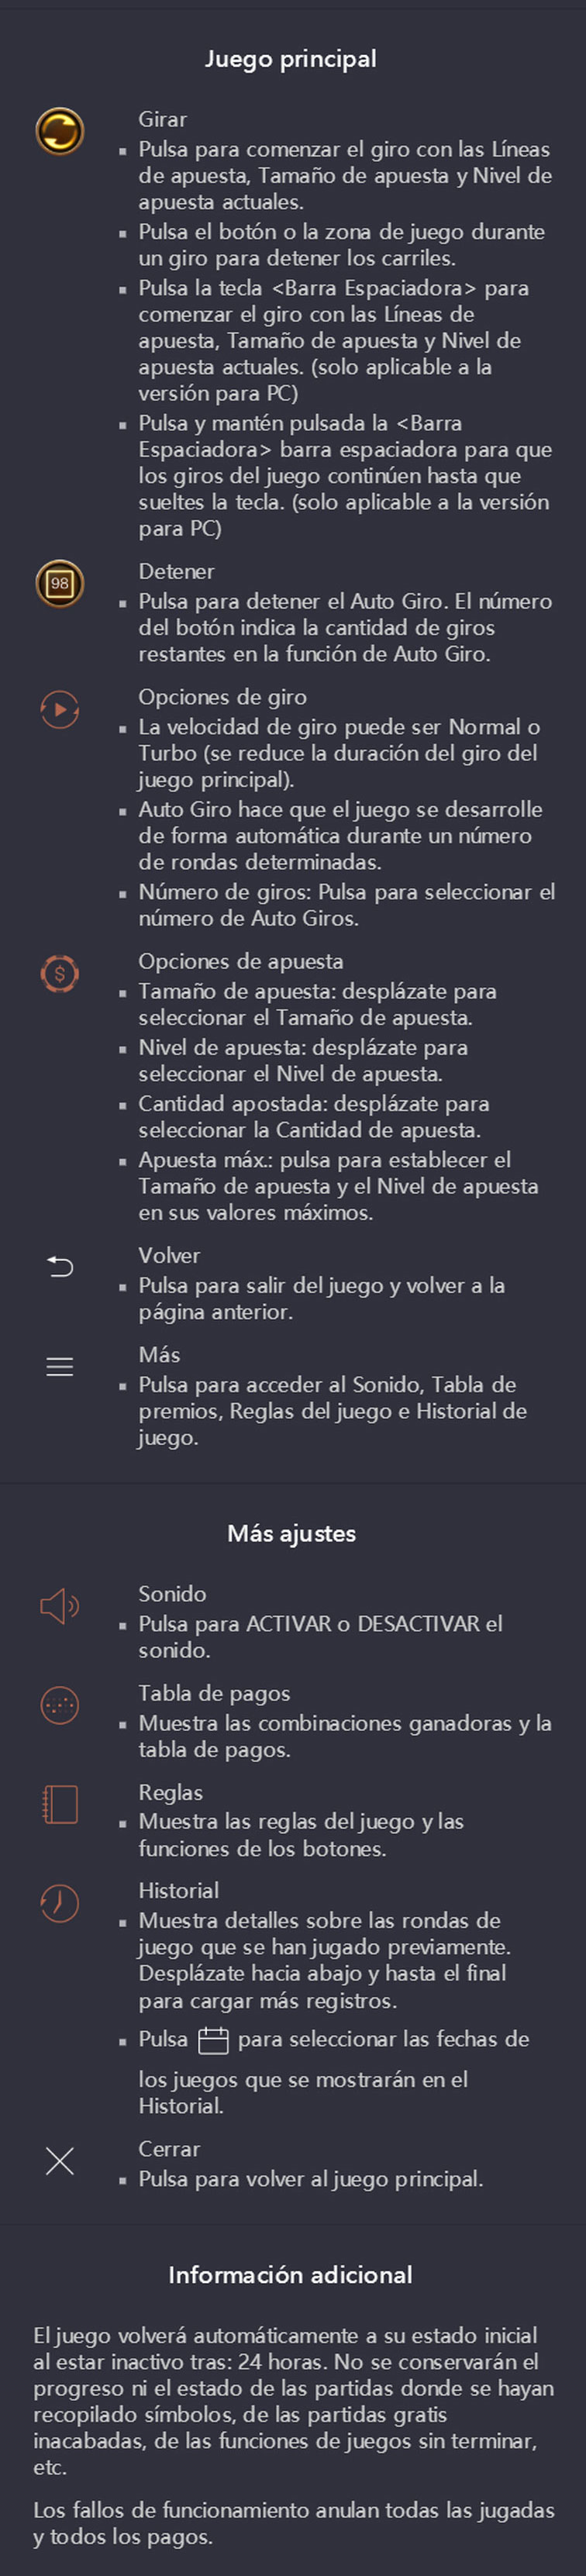 Juego principal
Girar
▪ Pulsa para comenzar el giro con las Líneas
de apuesta, Tamaño de apuesta y Nivel de
apuesta actuales.
▪ Pulsa el botón o la zona de juego durante
un giro para detener los carriles.
▪ Pulsa la tecla <Barra Espaciadora> para
comenzar el giro con las Líneas de
apuesta, Tamaño de apuesta y Nivel de
apuesta actuales. (solo aplicable a la
versión para PC)
▪ Pulsa y mantén pulsada la <Barra
Espaciadora> barra espaciadora para que
los giros del juego continúen hasta que
sueltes la tecla. (solo aplicable a la versión
para PC)
98
Detener
▪ Pulsa para detener el Auto Giro. El número
del botón indica la cantidad de giros
restantes en la función de Auto Giro.
Opciones de giro
▪ La velocidad de giro puede ser Normal o
Turbo (se reduce la duración del giro del
juego principal).
▪ Auto Giro hace que el juego se desarrolle
de forma automática durante un número
de rondas determinadas.
▪ Número de giros: Pulsa para seleccionar el
número de Auto Giros.
$
Opciones de apuesta
▪ Tamaño de apuesta: desplázate para
seleccionar el Tamaño de apuesta.
▪ Nivel de apuesta: desplázate para
seleccionar el Nivel de apuesta.
▪ Cantidad apostada: desplázate para
seleccionar la Cantidad de apuesta.
▪ Apuesta máx.: pulsa para establecer el
Tamaño de apuesta y el Nivel de apuesta
en sus valores máximos.
Volver
▪ Pulsa para salir del juego y volver a la
página anterior.
Más
▪ Pulsa para acceder al Sonido, Tabla de
premios, Reglas del juego e Historial de
juego.
Más ajustes
Sonido
▪ Pulsa para ACTIVAR o DESACTIVAR el
sonido.
Tabla de pagos
▪ Muestra las combinaciones ganadoras y la
tabla de pagos.
Reglas
▪ Muestra las reglas del juego y las
funciones de los botones.
Historial
▪ Muestra detalles sobre las rondas de
juego que se han jugado previamente.
Desplázate hacia abajo y hasta el final
para cargar más registros.
▪ Pulsa para seleccionar las fechas de
los juegos que se mostrarán en el
Historial.
Cerrar
▪ Pulsa para volver al juego principal.
Información adicional
El juego volverá automáticamente a su estado inicial
al estar inactivo tras: 24 horas. No se conservarán el
progreso ni el estado de las partidas donde se hayan
recopilado símbolos, de las partidas gratis
inacabadas, de las funciones de juegos sin terminar,
etc.
Los fallos de funcionamiento anulan todas las jugadas
y todos los pagos.